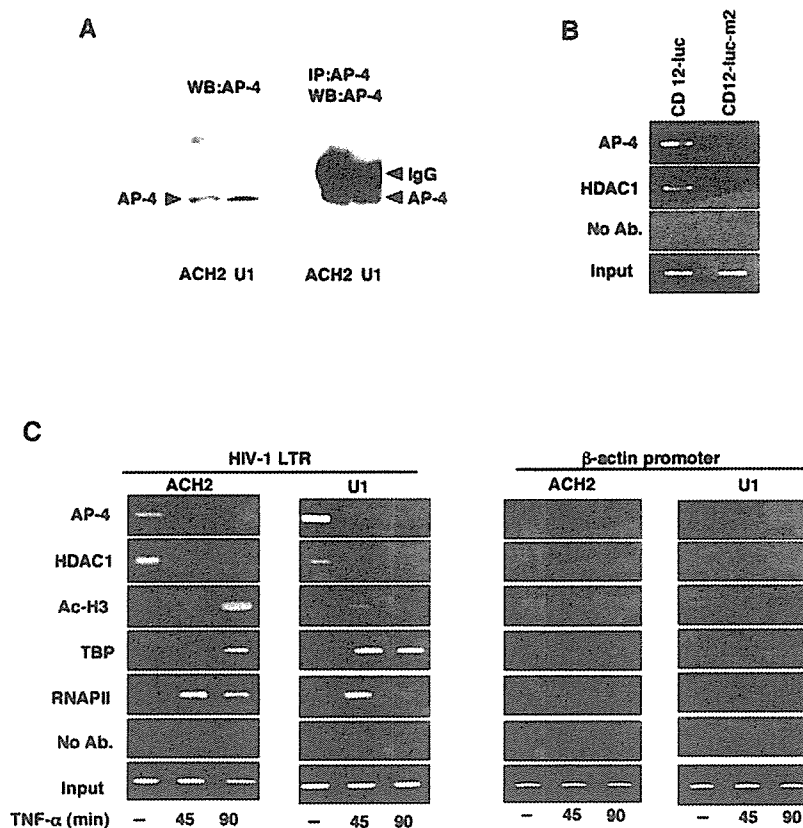 A
WB:AP-4
IP:AP-4
WB:AP-4
IgG
AP-4
AP-4
ACH2 U1
ACH2 U1
B
CD 12-luc
CD12-luc-m2
AP-4
HDAC1
No Ab.
Input
C
HIV-1 LTR
β-actin promoter
ACH2
U1
ACH2
U1
AP-4
HDAC1
Ac-H3
TBP
RNAPII
No Ab.
Input
TNF-α (min) – 45 90 – 45 90 – 45 90 – 45 90